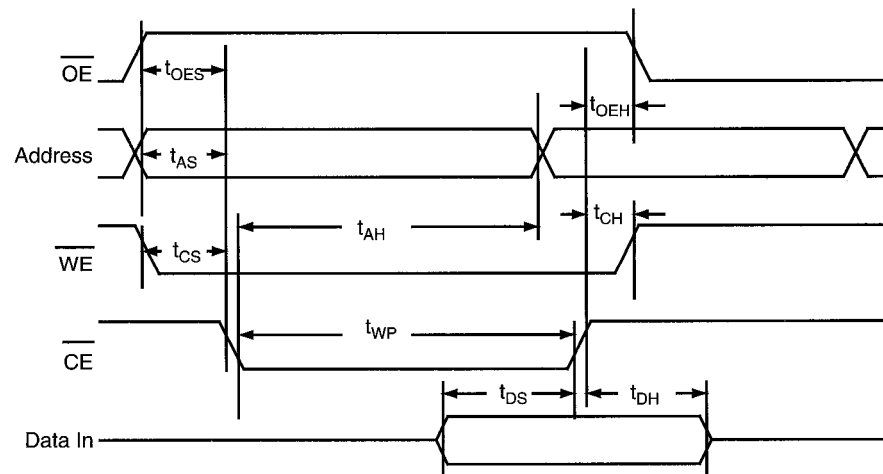 OE
tOES
tOEH
Address
tAS
tCH
WE
tCS
tAH
CE
tWP
tDS
tDH
Data In